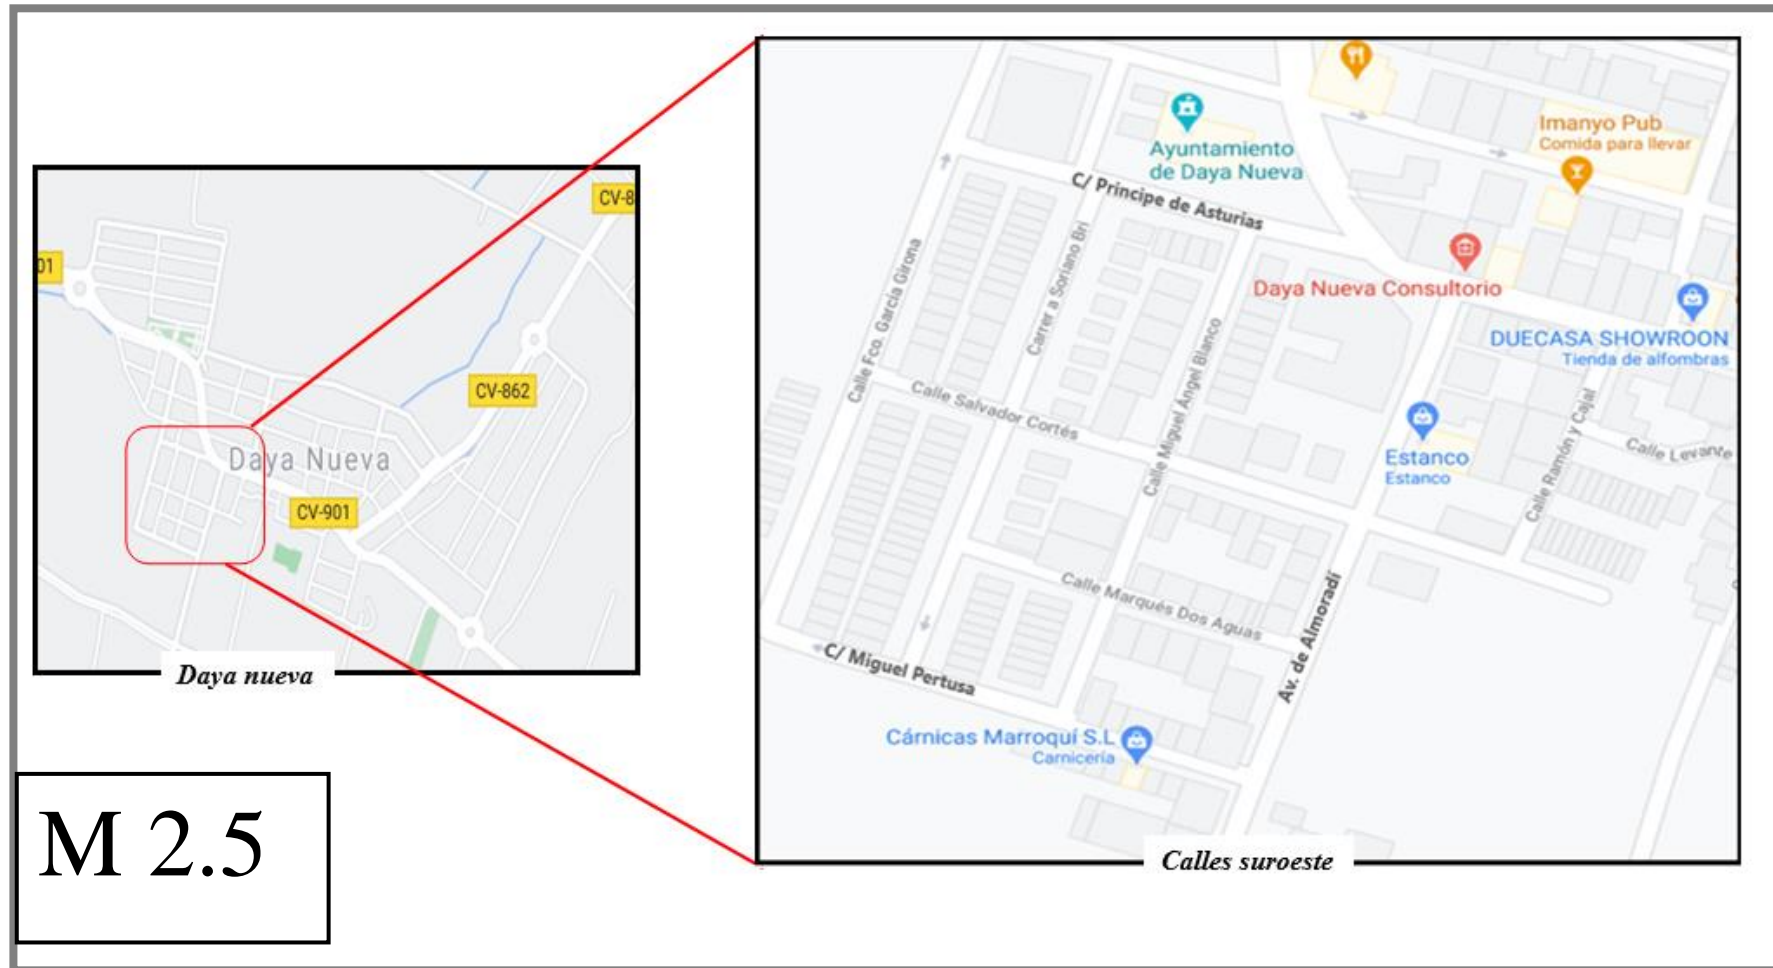 CV-8
01
CV-862
Daya Nueva
CV-901
Daya nueva
M 2.5
Imanyo Pub
Comida para llevar
Ayuntamiento
de Daya Nueva
C/ Principe de Asturias
Daya Nueva Consultorio
DUECASA SHOWROON
Tienda de alfombras
Calle Fco. García Girona
Carrer a Soriano Bri
Calle Miguel Ángel Blanco
Calle Salvador Cortés
Estanco
Estanco
Calle Ramón y Cajal
Calle Levante
Calle Marqués Dos Aguas
Av. de Almoradí
C/ Miguel Pertusa
Cárnicas Marroquí S.L
Carnicería
Calles suroeste